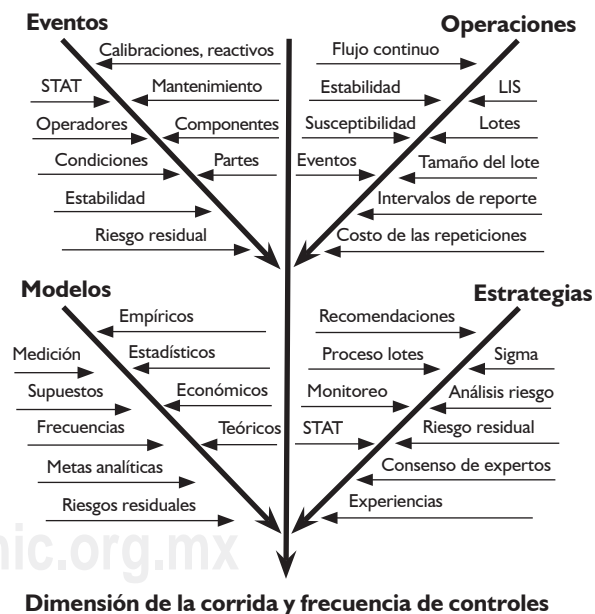 Eventos
Calibraciones, reactivos
STAT
Mantenimiento
Operadores
Componentes
Condiciones
Partes
Estabilidad
Riesgo residual
Operaciones
Flujo continuo
Estabilidad
LIS
Susceptibilidad
Lotes
Eventos
Tamaño del lote
Intervalos de reporte
Costo de las repeticiones
Modelos
Empíricos
Medición
Estadísticos
Supuestos
Económicos
Frecuencias
Teóricos
Metas analíticas
Riesgos residuales
Estrategias
Recomendaciones
Proceso lotes
Sigma
Monitoreo
Análisis riesgo
STAT
Riesgo residual
Consenso de expertos
Experiencias
nic.org.mx
Dimensión de la corrida y frecuencia de controles